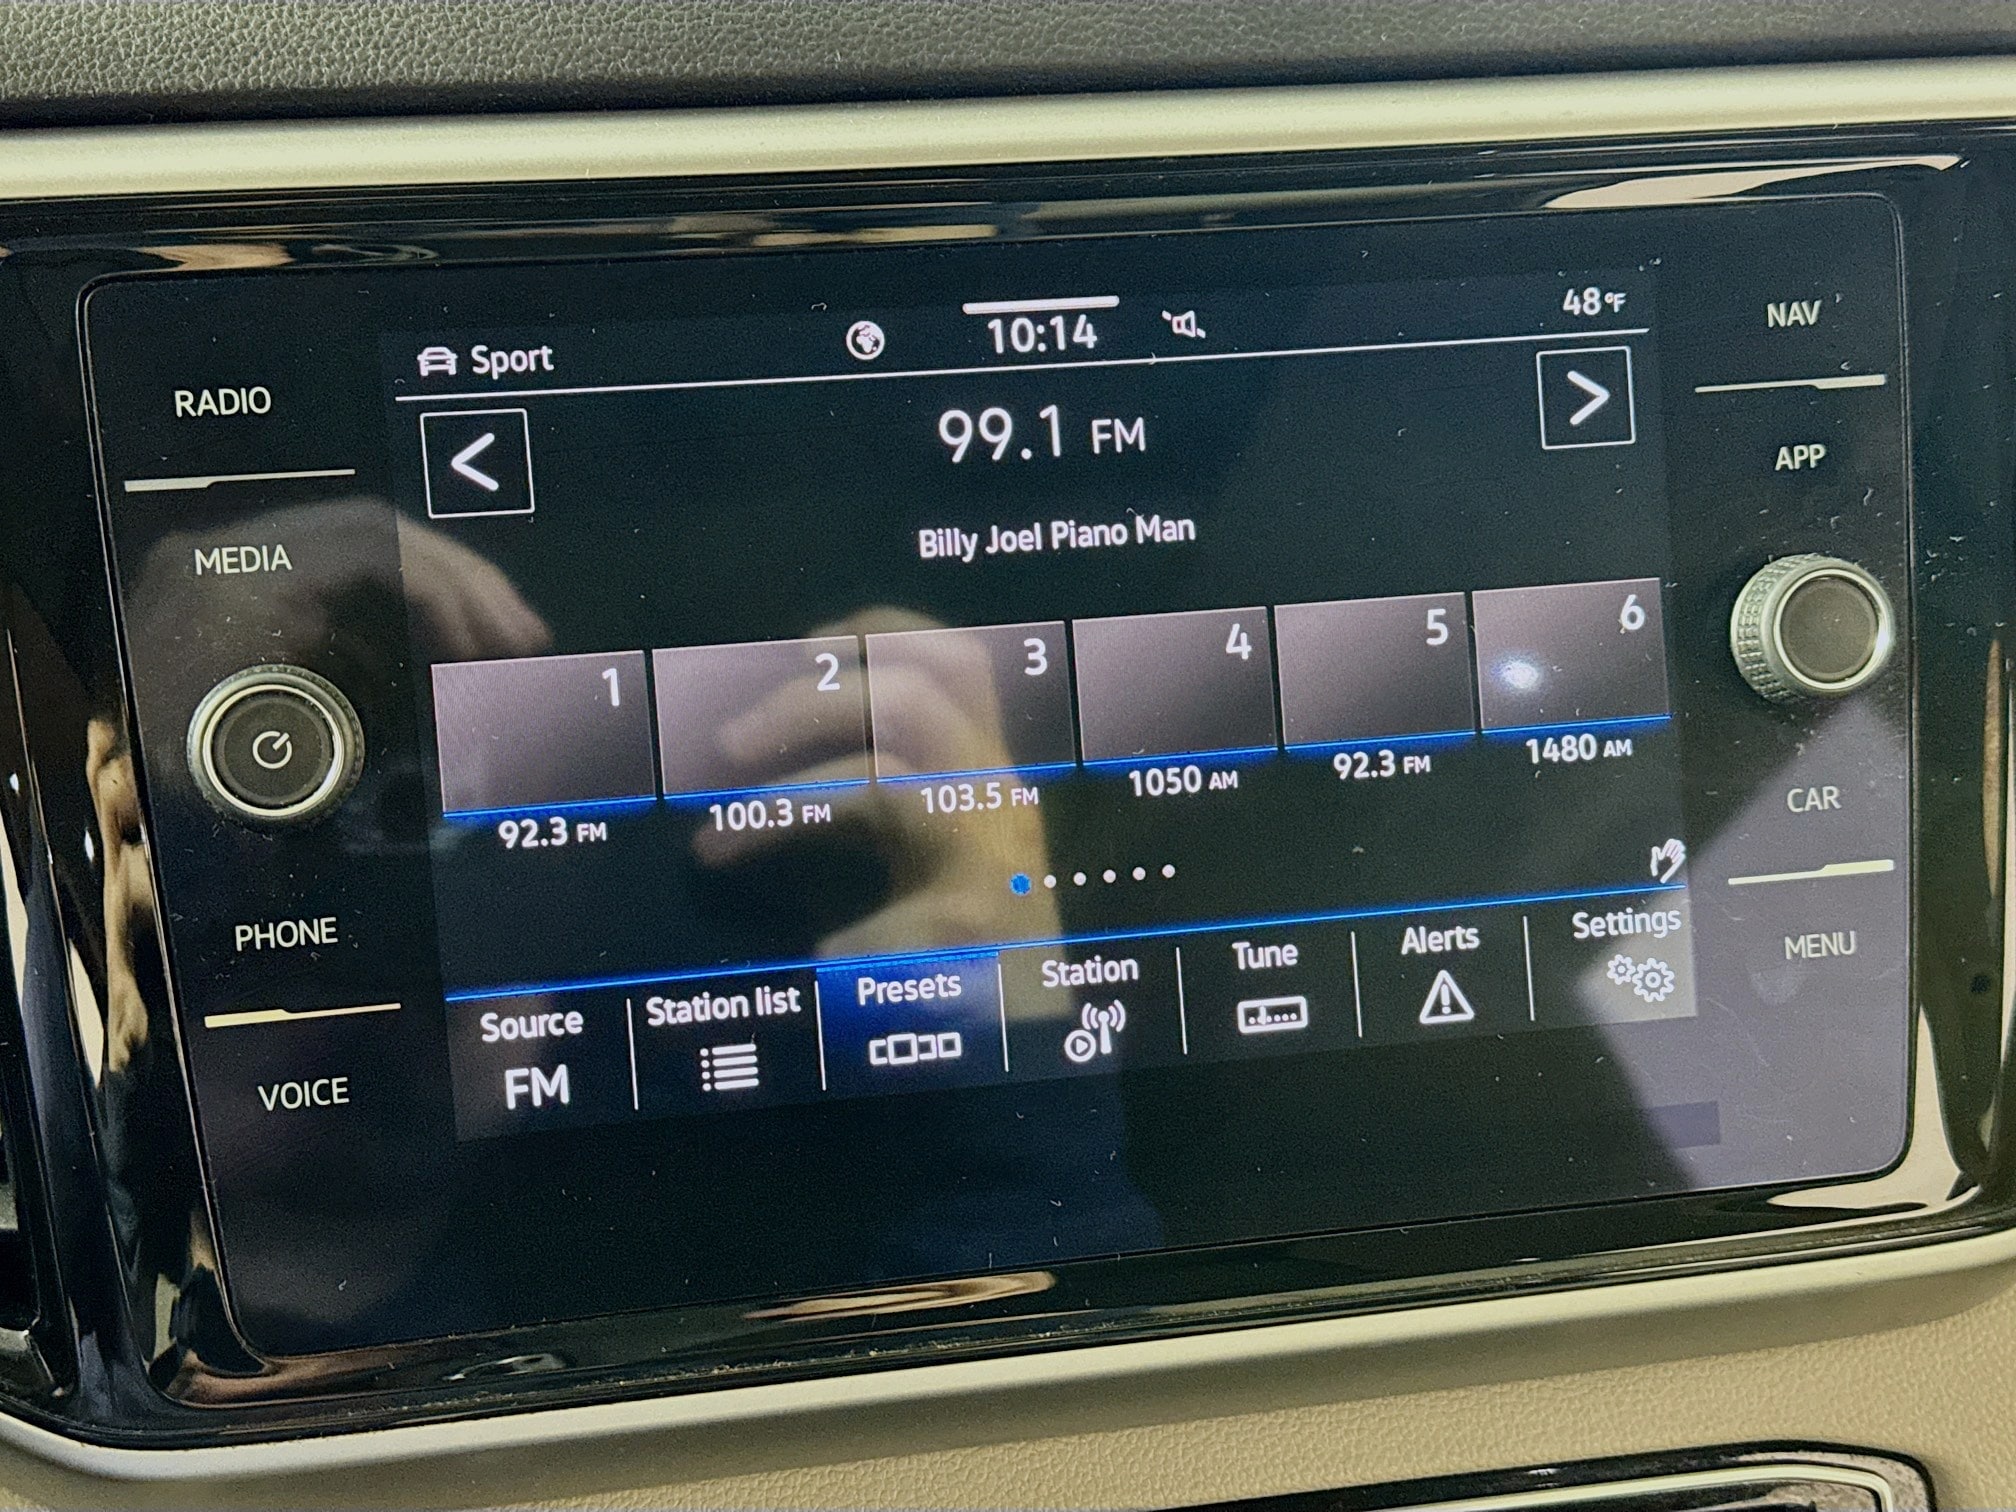 Sport 10:14 48°F
99.1 FM
Billy Joel Piano Man
1 2 3 4 5 6
92.3 FM 100.3 FM 103.5 FM 1050 AM 92.3 FM 1480 AM
Source Station list Presets Station Tune Alerts Settings
FM
RADIO
MEDIA
PHONE
VOICE
NAV
APP
CAR
MENU